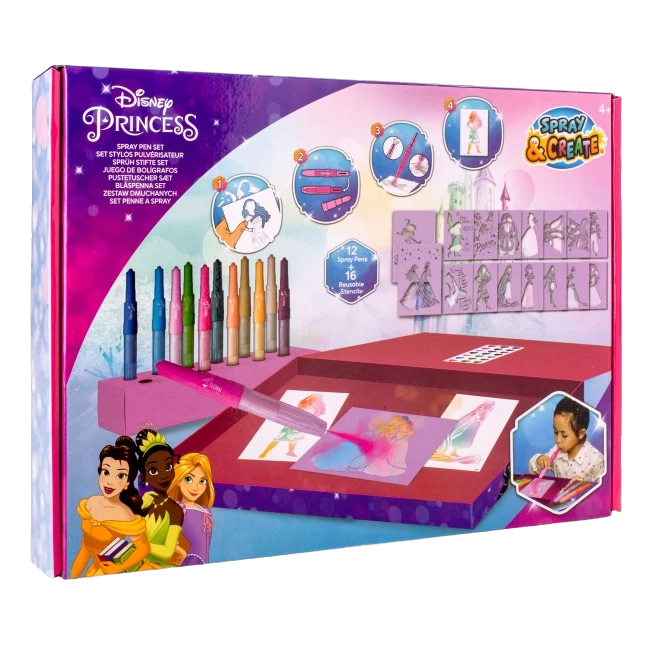 Disney
PRINCESS
SPRAY PEN SET
SET STYLOS PULVÉRISATEUR
SPRÜH STIFTE SET
JUEGO DE BOLÍGRAFOS
PUSTETUSCHER SÆT
BLÅSPENNA SET
ZESTAW DMUCHANYCH
SET PENNE A SPRAY
1
2
3
4
4+
SPRAY
& CREATE
12
Spray Pens
+
16
Reusable
Stencils